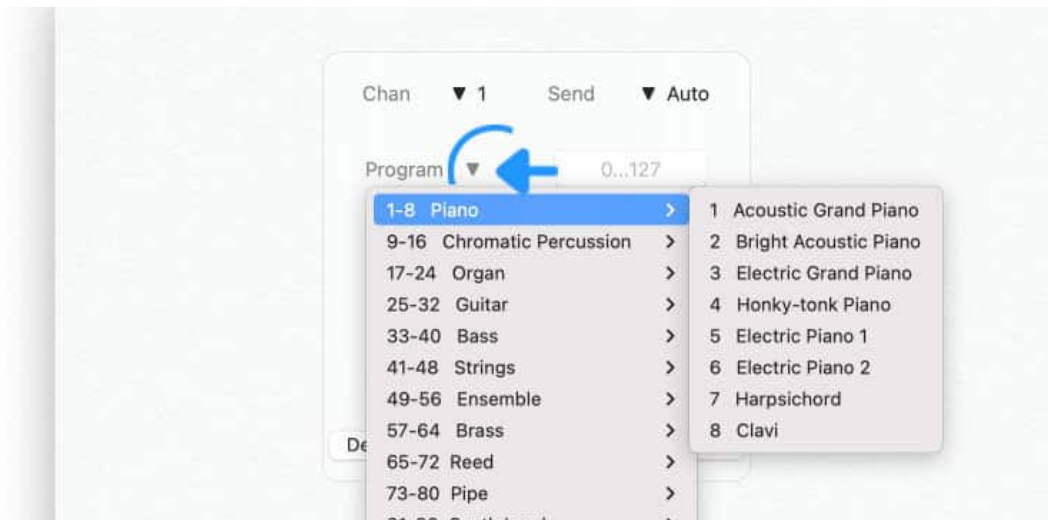 Chan ▼ 1 Send ▼ Auto
Program ▼ 0...127
1-8 Piano >
9-16 Chromatic Percussion >
17-24 Organ >
25-32 Guitar >
33-40 Bass >
41-48 Strings >
49-56 Ensemble >
57-64 Brass >
65-72 Reed >
73-80 Pipe >
1 Acoustic Grand Piano
2 Bright Acoustic Piano
3 Electric Grand Piano
4 Honky-tonk Piano
5 Electric Piano 1
6 Electric Piano 2
7 Harpsichord
8 Clavi
De